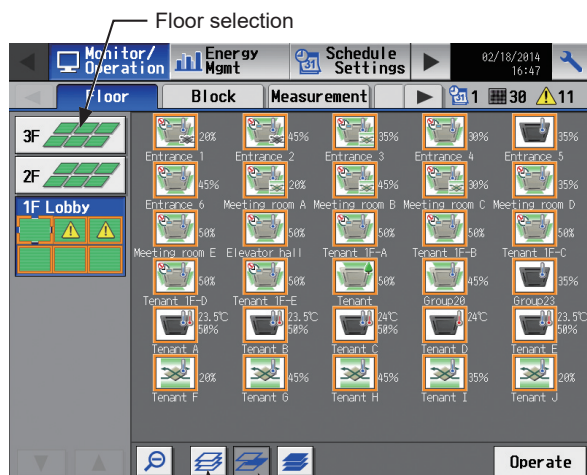 Floor selection
Monitor/
Operation
Energy
Mgmt
Schedule
Settings
02/18/2014
16:47
Floor
Block
Measurement
31 1
30
11
3F
2F
1F Lobby
20%
45%
35%
30%
35%
Entrance 1
Entrance 2
Entrance 3
Entrance 4
Entrance 5
45%
20%
45%
30%
35%
Entrance 6
Meeting room A
Meeting room B
Meeting room C
Meeting room D
50%
50%
50%
50%
50%
Meeting room E
Elevator hall
Tenant 1F-A
Tenant 1F-B
Tenant 1F-C
50%
50%
50%
45%
35%
Tenant 1F-D
Tenant 1F-E
Tenant
Group20
Group23
23.5℃
50%
23.5℃
50%
24℃
50%
24℃
23.5℃
50%
Tenant A
Tenant B
Tenant C
Tenant D
Tenant E
20%
45%
45%
35%
20%
Tenant F
Tenant G
Tenant H
Tenant I
Tenant J
Operate